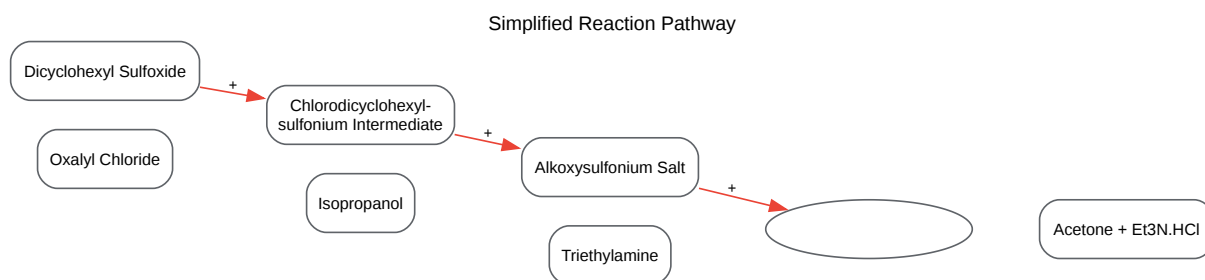 Simplified Reaction Pathway
Dicyclohexyl Sulfoxide
+
Chlorodicyclohexyl-
sulfonium Intermediate
+
Oxalyl Chloride
Alkoxysulfonium Salt
+
Isopropanol
Acetone + Et3N.HCl
Triethylamine